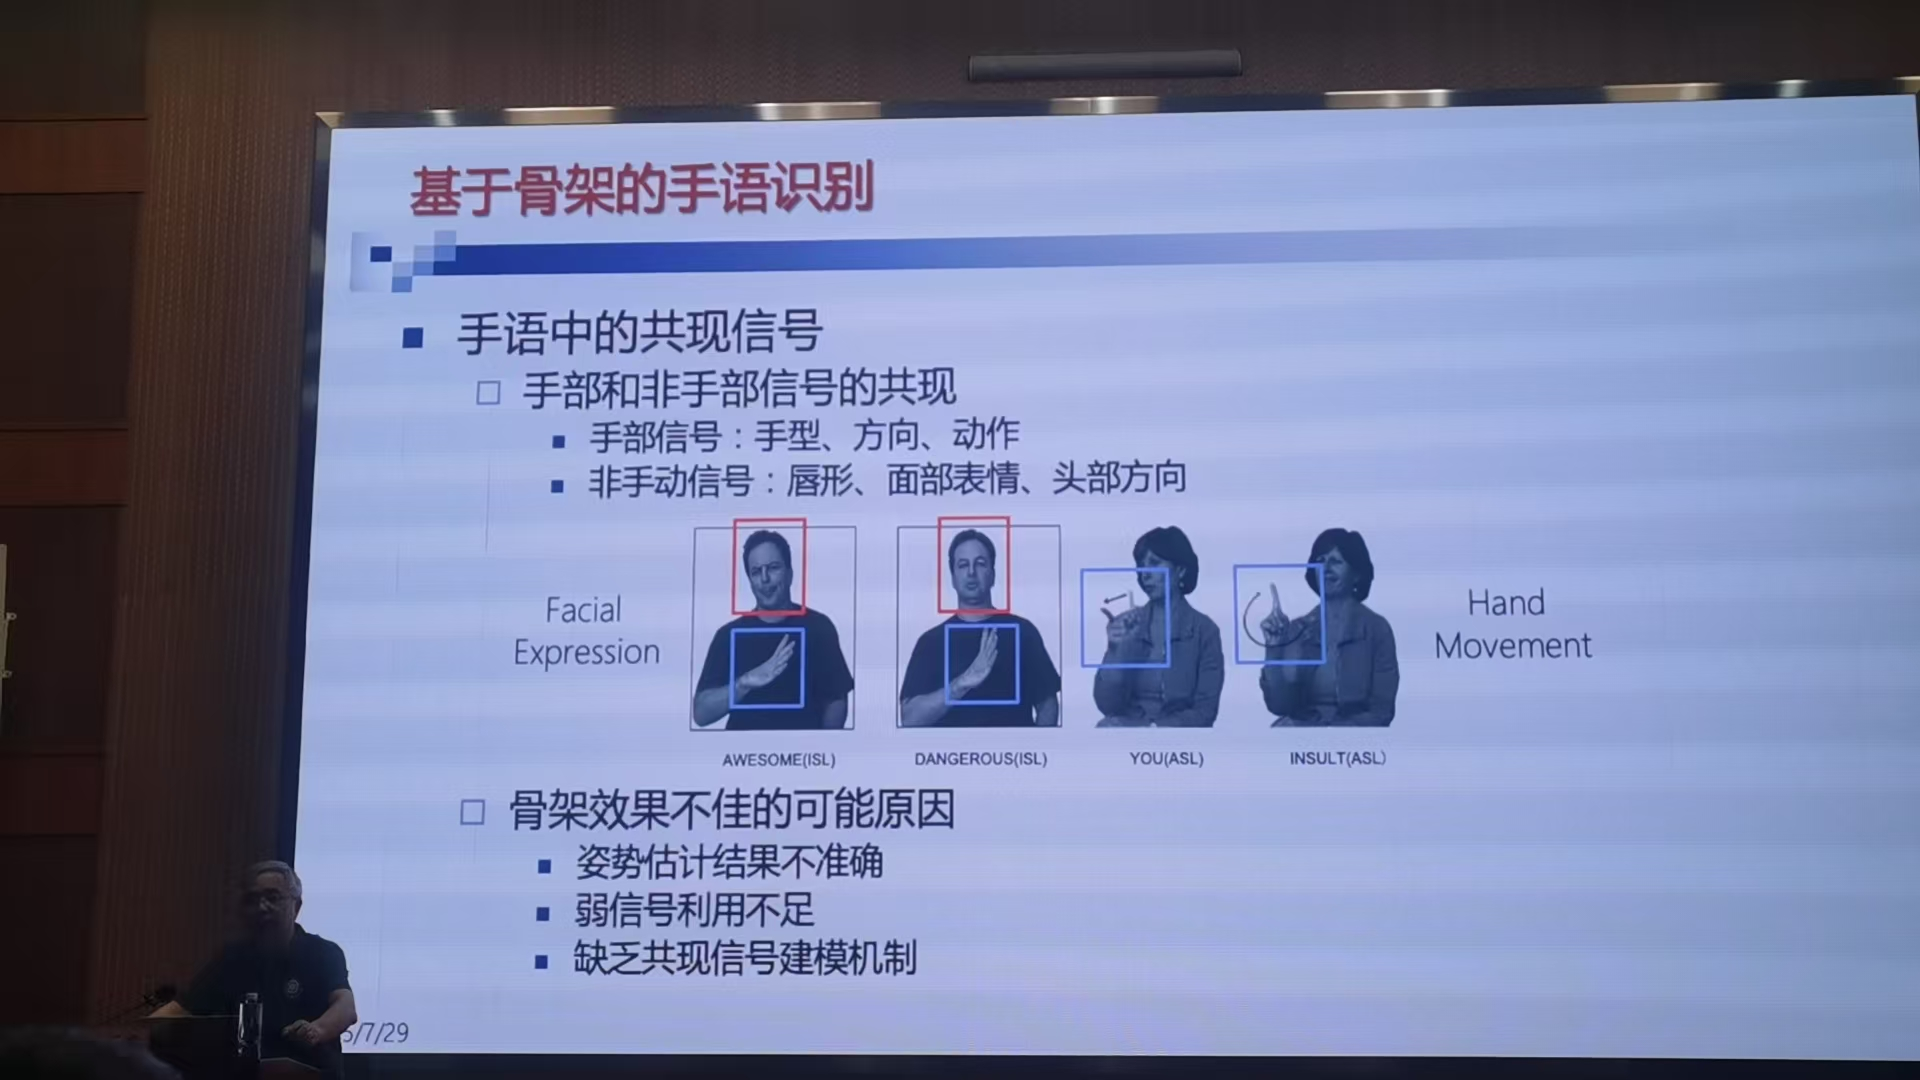 基于骨架的手语识别
手语中的共现信号
手部和非手部信号的共现
手部信号：手型、方向、动作
非手动信号：唇形、面部表情、头部方向
Facial
Expression
Hand
Movement
AWESOME(ISL)
DANGEROUS(ISL)
YOU(ASL)
INSULT(ASL)
骨架效果不佳的可能原因
姿势估计结果不准确
弱信号利用不足
缺乏共现信号建模机制
5/7/29